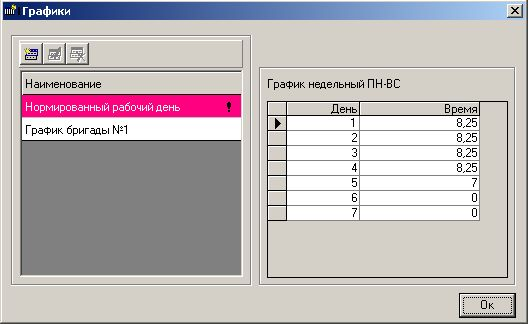 Графики
Наименование
Нормированный рабочий день !
График бригады №1
График недельный ПН-ВС
День Время
1 8,25
2 8,25
3 8,25
4 8,25
5 7
6 0
7 0
Ок